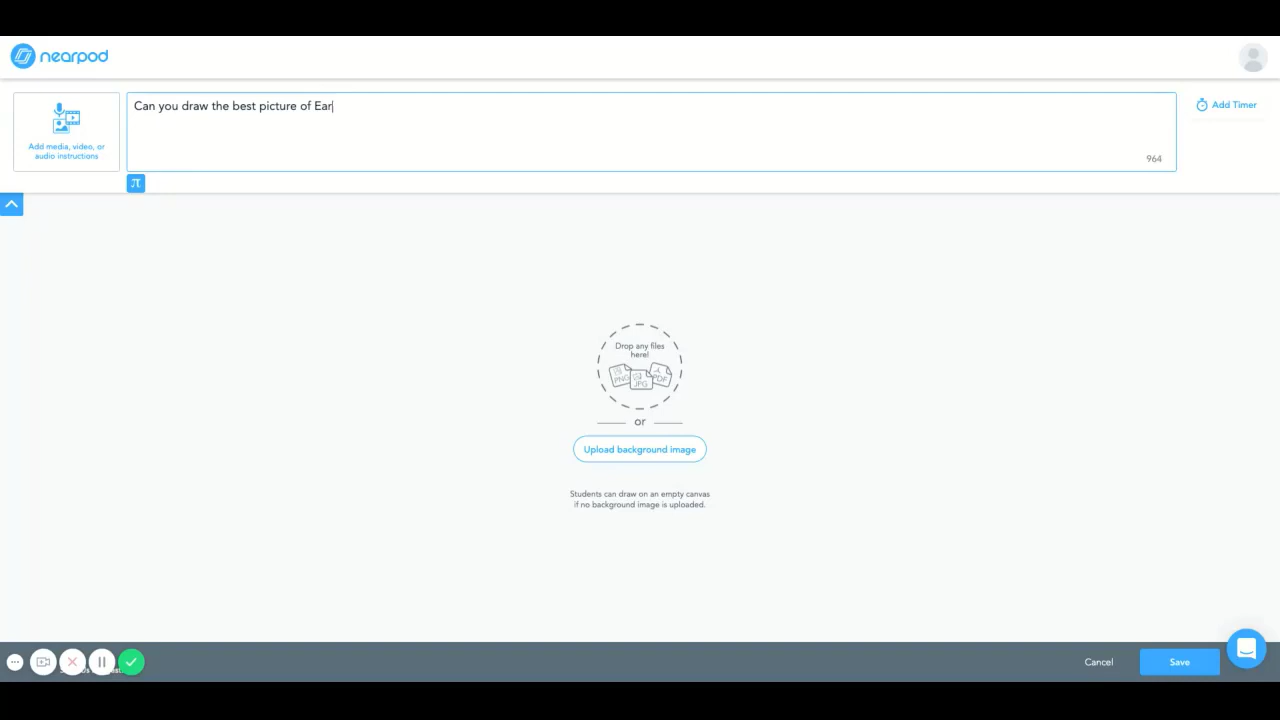 nearpod
Can you draw the best picture of Ear
Add Timer
Add media, video, or
audio instructions
964
π
Drop any files
here!
PNG
JPG
PDF
or
Upload background image
Students can draw on an empty canvas
if no background image is uploaded.
Cancel
Save